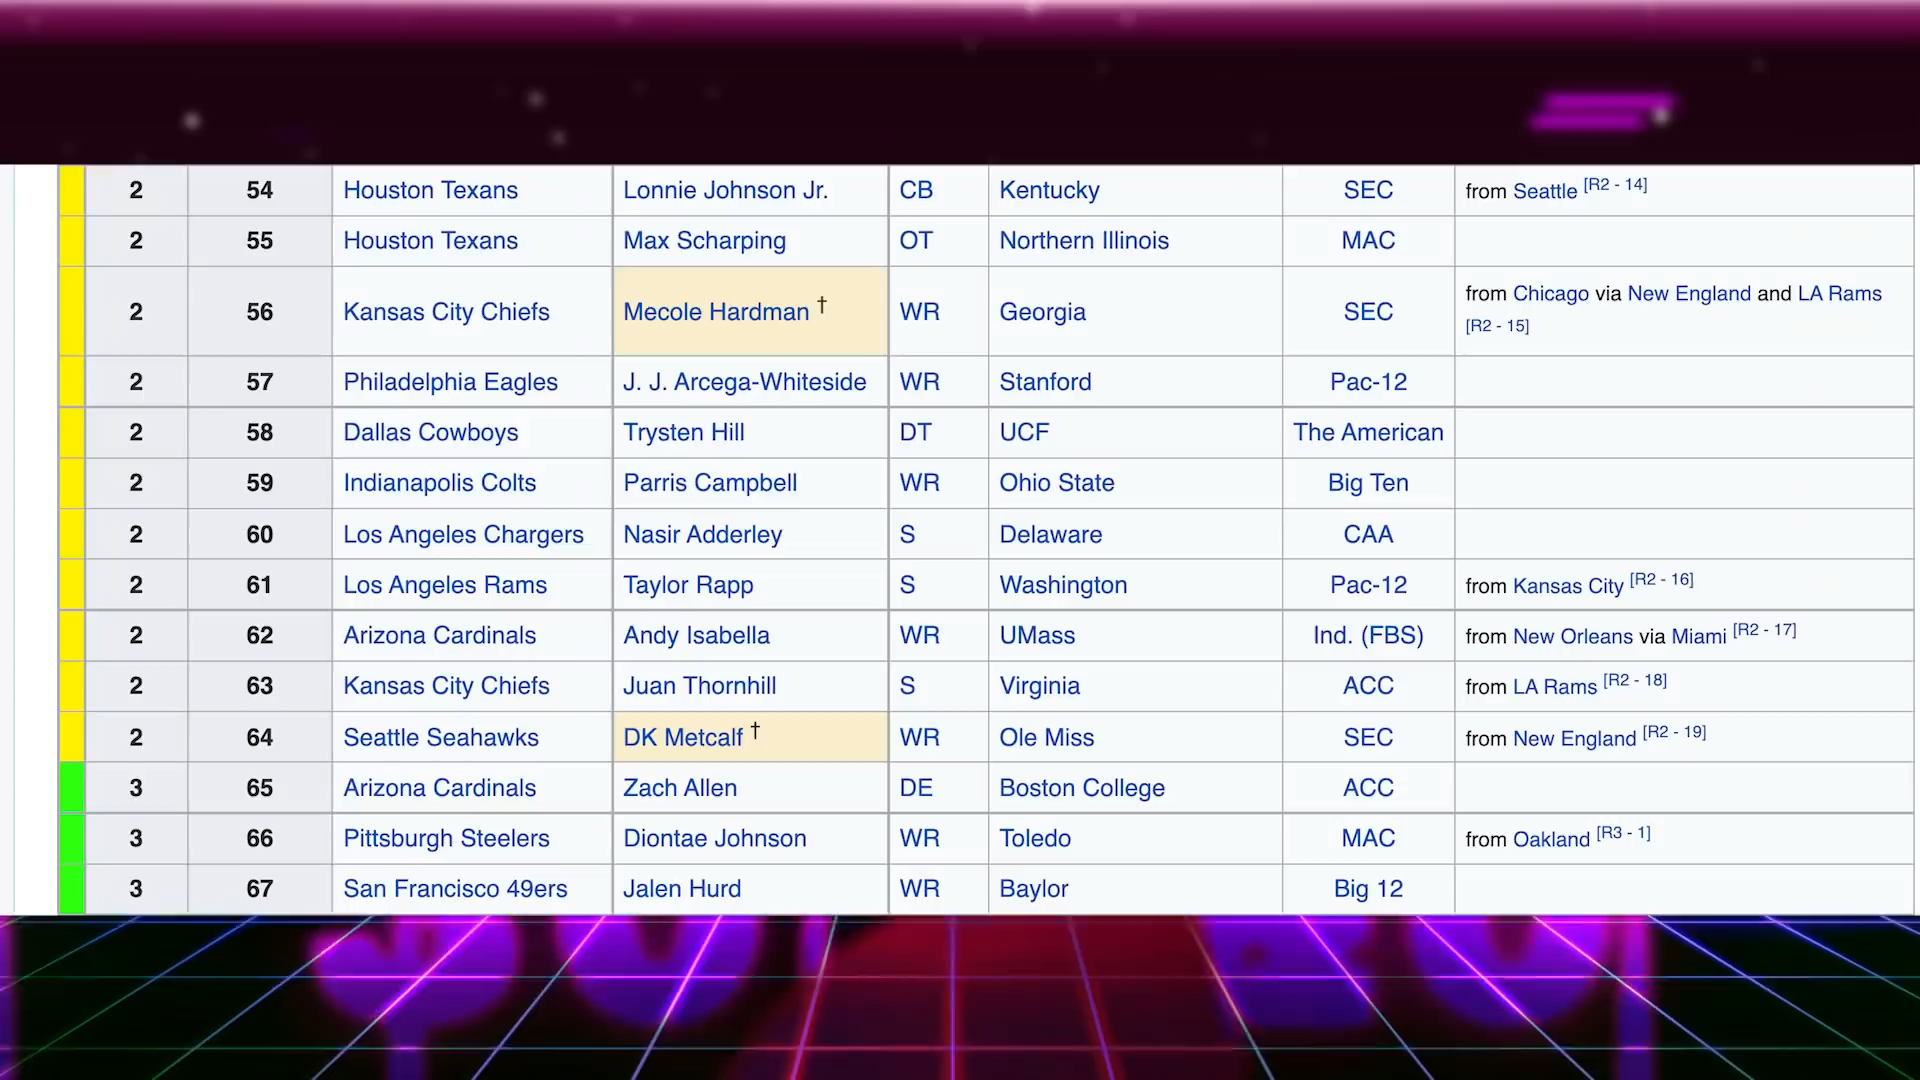 2 54 Houston Texans Lonnie Johnson Jr. CB Kentucky SEC from Seattle [R2 - 14]
2 55 Houston Texans Max Scharping OT Northern Illinois MAC
2 56 Kansas City Chiefs Mecole Hardman † WR Georgia SEC from Chicago via New England and LA Rams
[R2 - 15]
2 57 Philadelphia Eagles J. J. Arcega-Whiteside WR Stanford Pac-12
2 58 Dallas Cowboys Trysten Hill DT UCF The American
2 59 Indianapolis Colts Parris Campbell WR Ohio State Big Ten
2 60 Los Angeles Chargers Nasir Adderley S Delaware CAA
2 61 Los Angeles Rams Taylor Rapp S Washington Pac-12 from Kansas City [R2 - 16]
2 62 Arizona Cardinals Andy Isabella WR UMass Ind. (FBS) from New Orleans via Miami [R2 - 17]
2 63 Kansas City Chiefs Juan Thornhill S Virginia ACC from LA Rams [R2 - 18]
2 64 Seattle Seahawks DK Metcalf † WR Ole Miss SEC from New England [R2 - 19]
3 65 Arizona Cardinals Zach Allen DE Boston College ACC
3 66 Pittsburgh Steelers Diontae Johnson WR Toledo MAC from Oakland [R3 - 1]
3 67 San Francisco 49ers Jalen Hurd WR Baylor Big 12